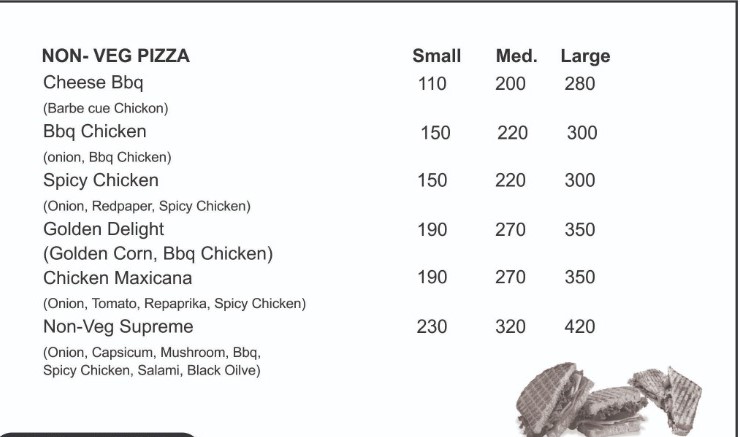 NON- VEG PIZZA Small Med. Large
Cheese Bbq 110 200 280
(Barbe cue Chickon)
Bbq Chicken 150 220 300
(onion, Bbq Chicken)
Spicy Chicken 150 220 300
(Onion, Redpaper, Spicy Chicken)
Golden Delight 190 270 350
(Golden Corn, Bbq Chicken)
Chicken Maxicana 190 270 350
(Onion, Tomato, Repaprika, Spicy Chicken)
Non-Veg Supreme 230 320 420
(Onion, Capsicum, Mushroom, Bbq,
Spicy Chicken, Salami, Black Oilve)